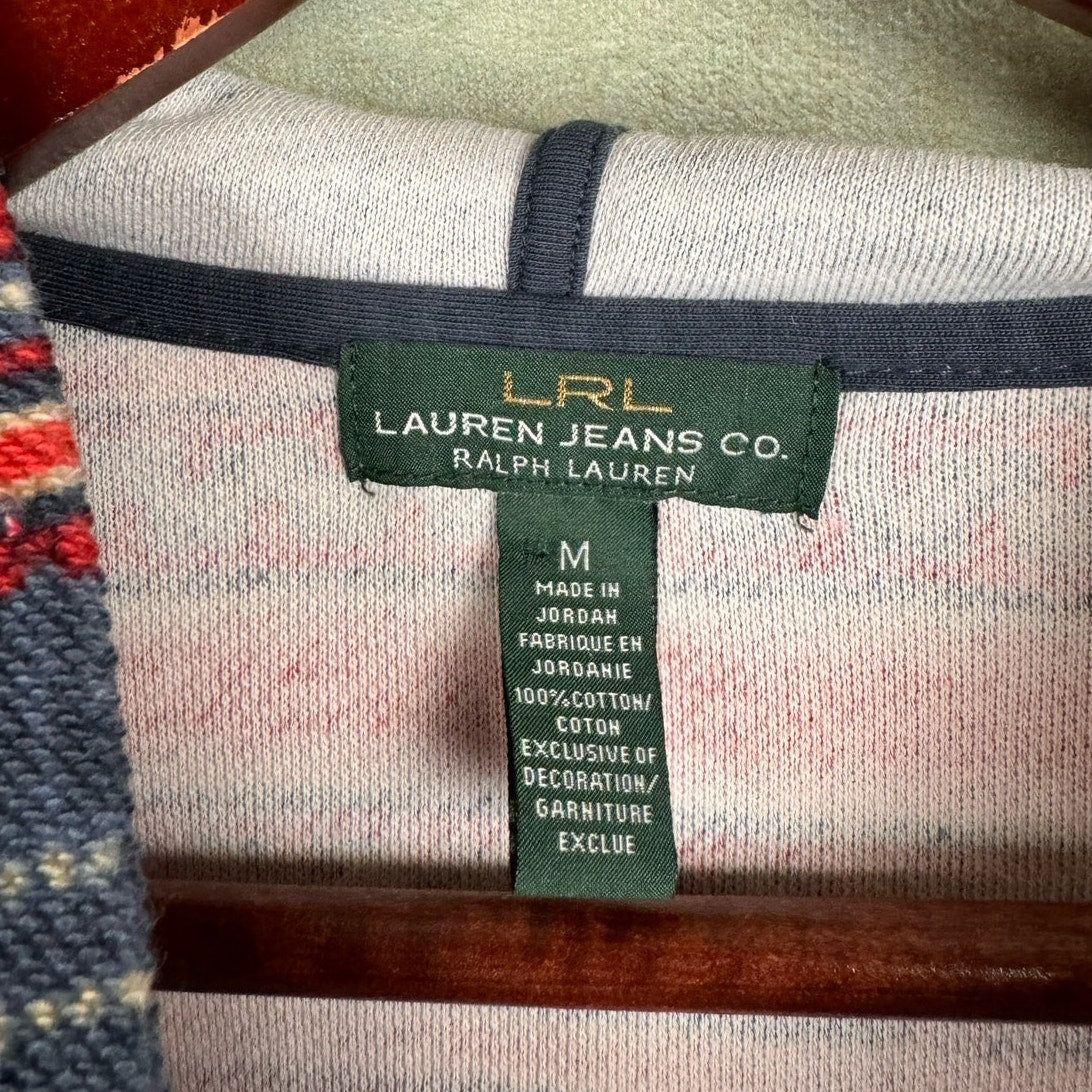 LRL
LAUREN JEANS CO.
RALPH LAUREN
M
MADE IN
JORDAN
FABRIQUE EN
JORDANIE
100%COTTON/
COTON
EXCLUSIVE OF
DECORATION/
GARNITURE
EXCLUE